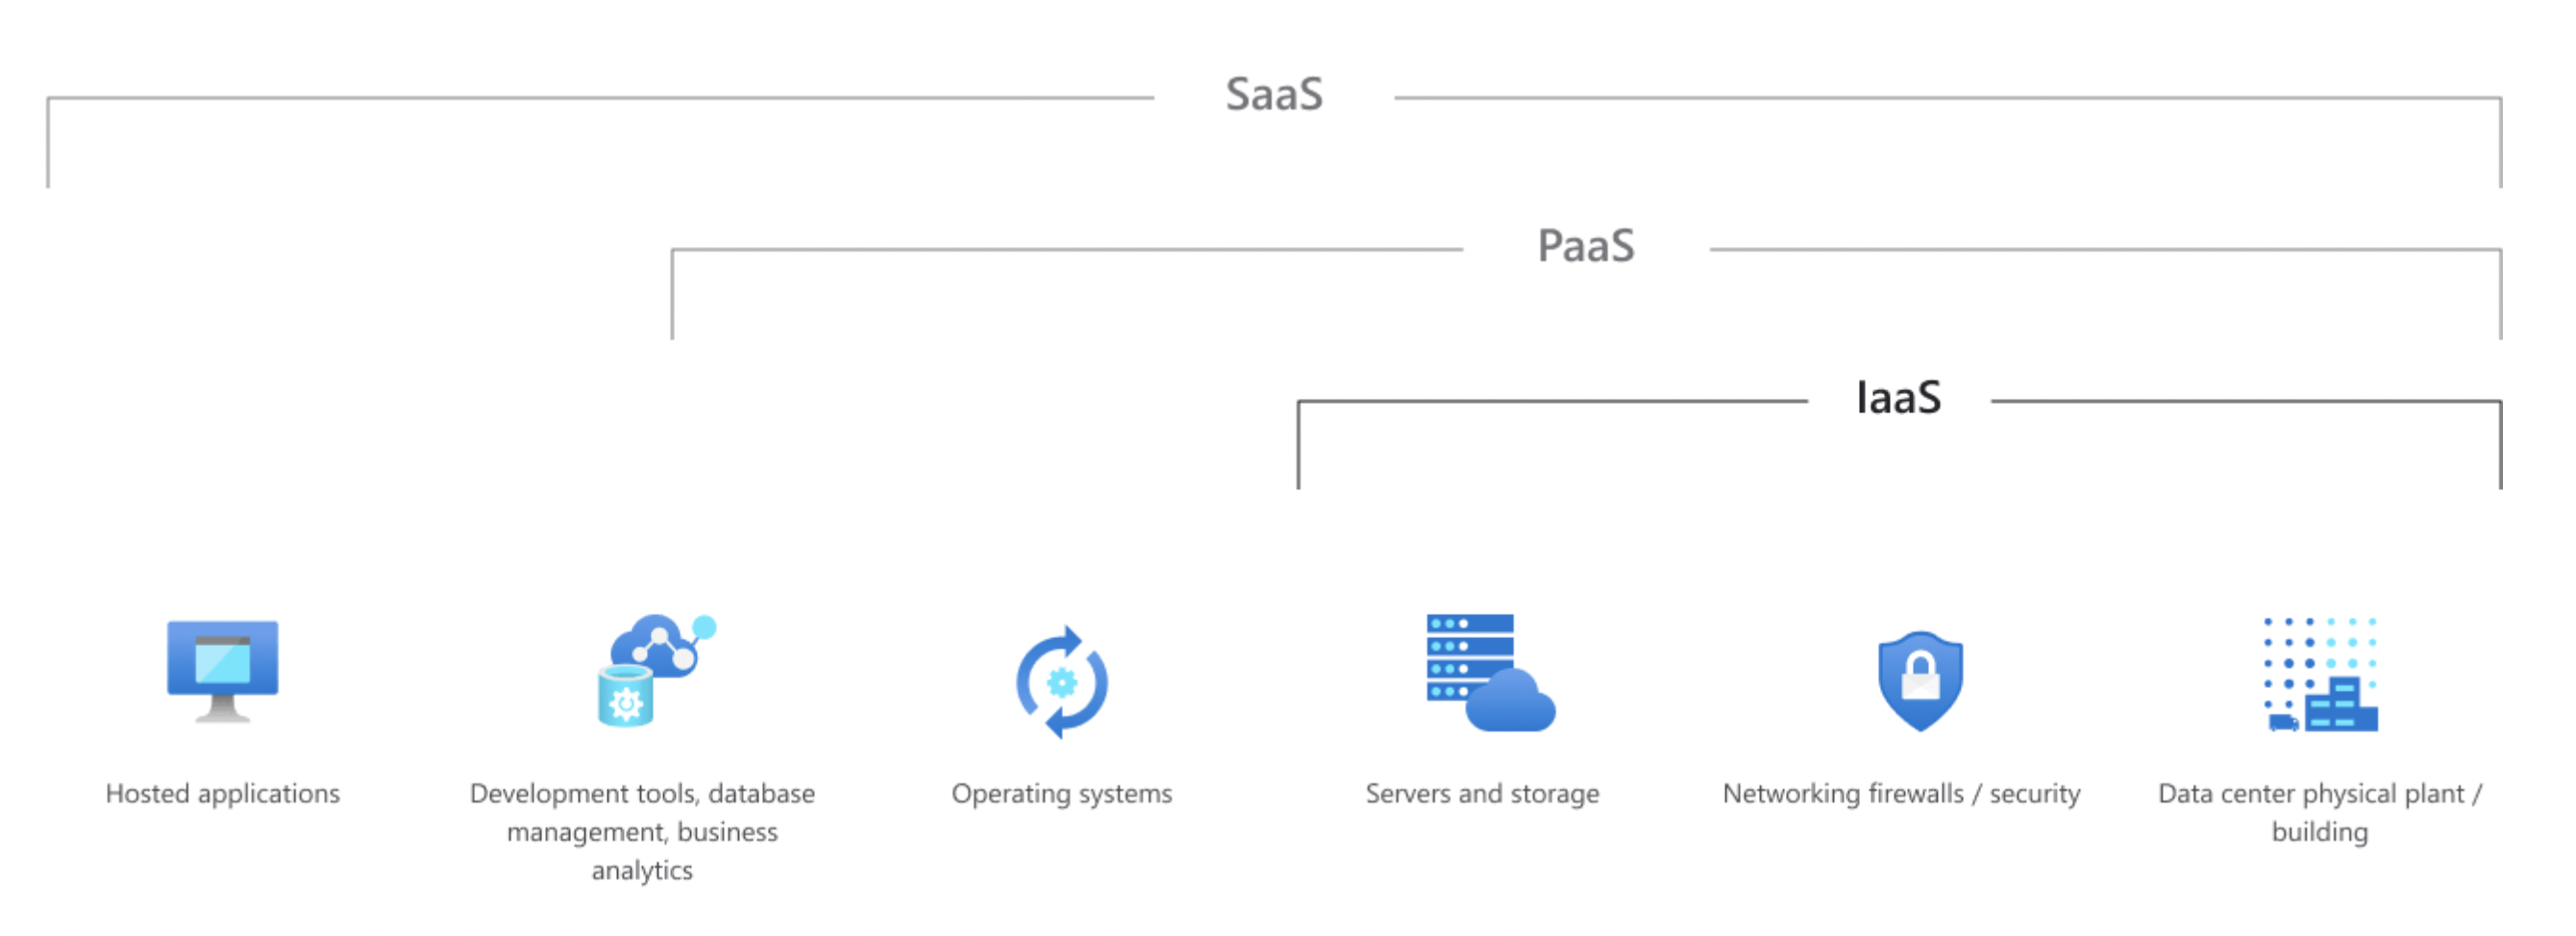 SaaS
PaaS
IaaS
Hosted applications
Development tools, database
management, business
analytics
Operating systems
Servers and storage
Networking firewalls / security
Data center physical plant /
building